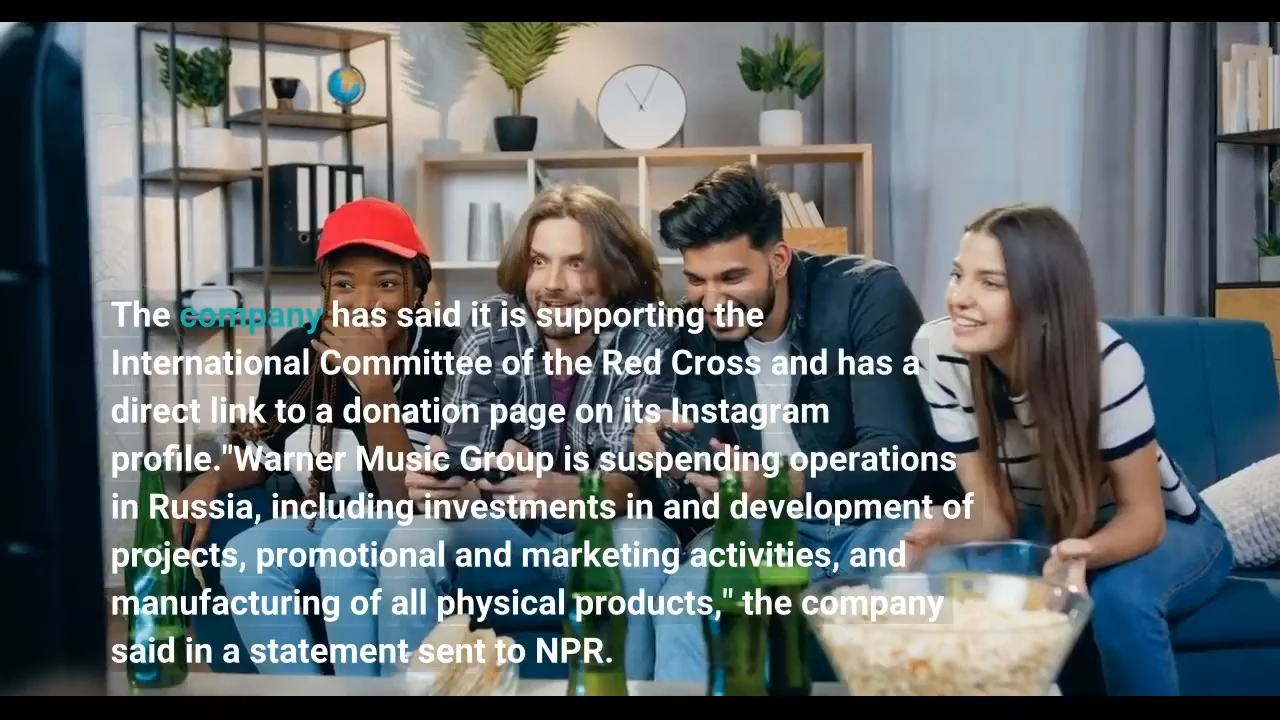 The company has said it is supporting the
International Committee of the Red Cross and has a
direct link to a donation page on its Instagram
profile."Warner Music Group is suspending operations
in Russia, including investments in and development of
projects, promotional and marketing activities, and
manufacturing of all physical products," the company
said in a statement sent to NPR.